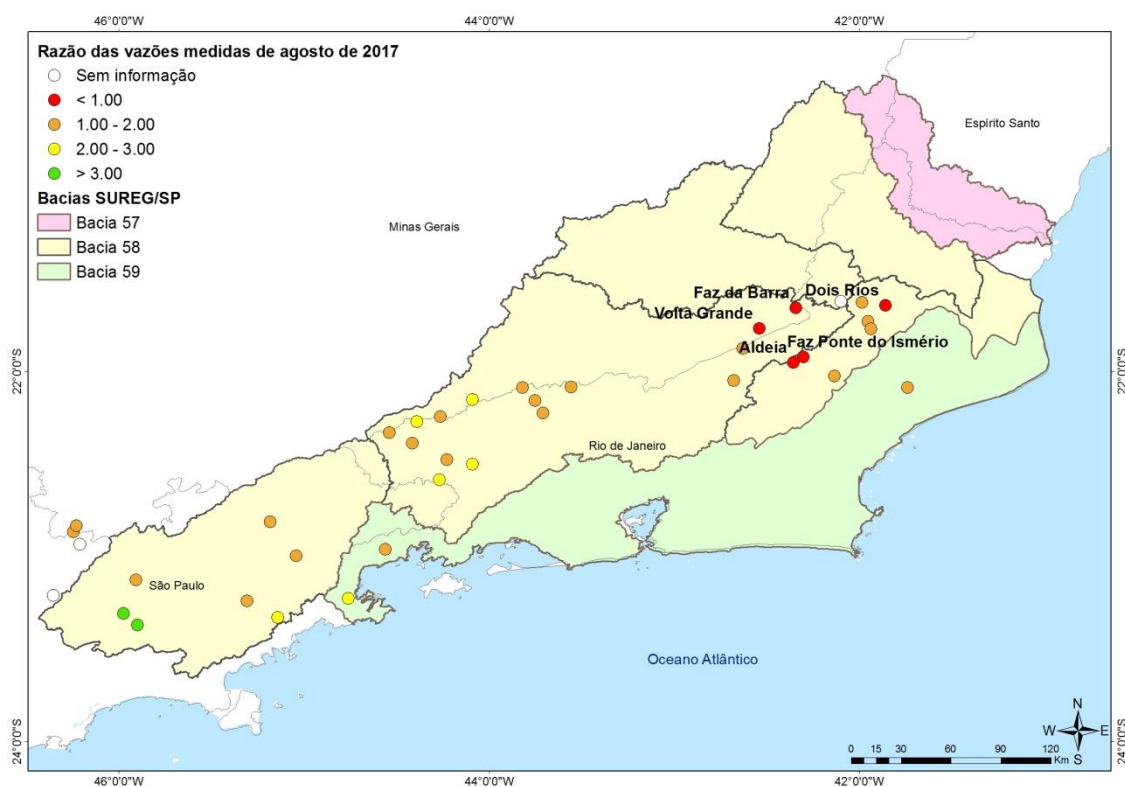 46°0'0"W
44°0'0"W
42°0'0"W
Razão das vazões medidas de agosto de 2017
Sem informação
< 1.00
1.00 - 2.00
2.00 - 3.00
> 3.00
Bacias SUREG/SP
Bacia 57
Bacia 58
Bacia 59
Espírito Santo
Minas Gerais
Faz da Barra
Dois Rios
Volta Grande
Aldeia
Faz Ponte do Ismério
22°0'0"S
22°0'0"S
Rio de Janeiro
São Paulo
Oceano Atlântico
N
W
E
S
24°0'0"S
24°0'0"S
0 15 30 60 90 120
Km
46°0'0"W
44°0'0"W
42°0'0"W